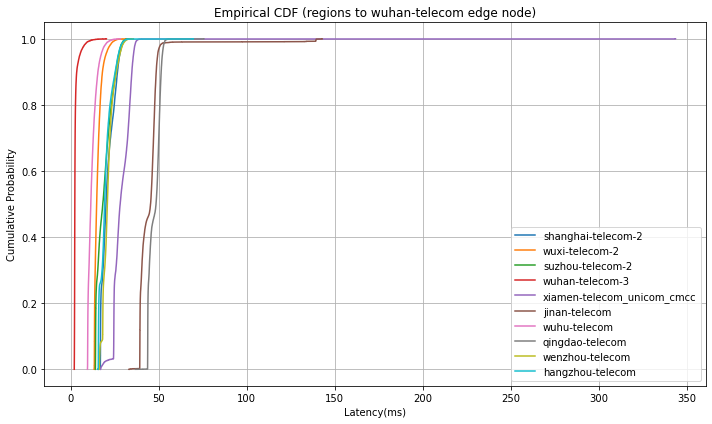 Empirical CDF (regions to wuhan-telecom edge node)
1.0
0.8
0.6
0.4
0.2
0.0
Cumulative Probability
shanghai-telecom-2
wuxi-telecom-2
suzhou-telecom-2
wuhan-telecom-3
xiamen-telecom_unicom_cmcc
jinan-telecom
wuhu-telecom
qingdao-telecom
wenzhou-telecom
hangzhou-telecom
0 50 100 150 200 250 300 350
Latency(ms)